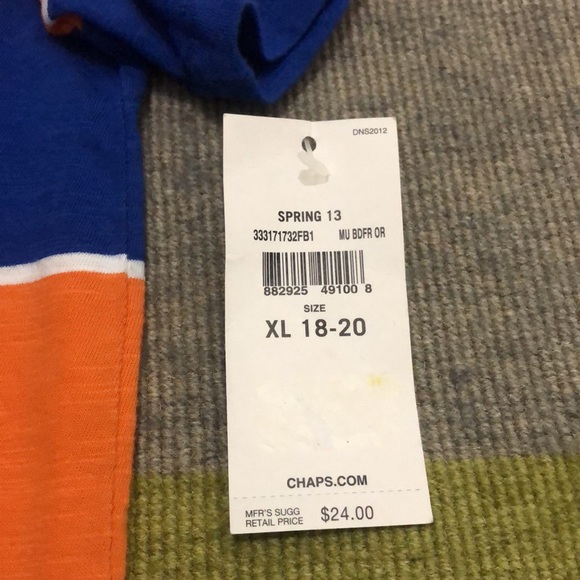 DNS2012
SPRING 13
333171732FB1 MU BDFR OR
882925 49100 8
SIZE
XL 18-20
CHAPS.COM
MFR'S SUGG
RETAIL PRICE $24.00